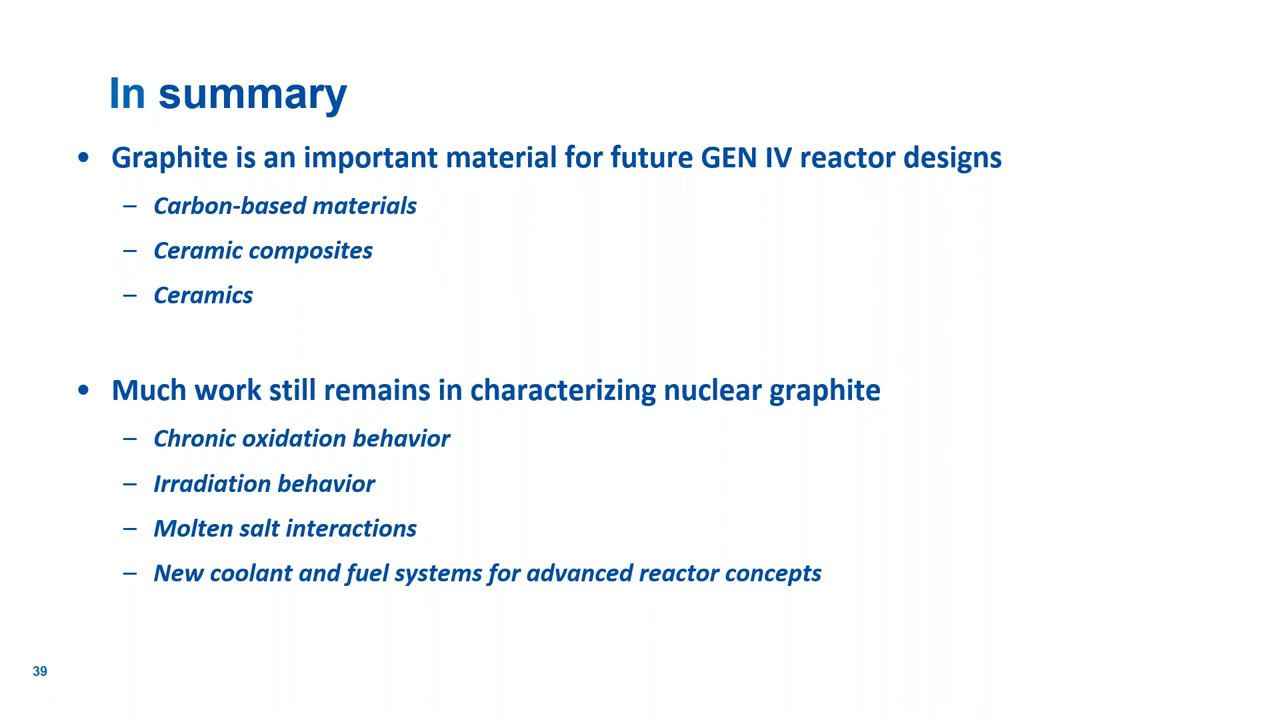 In summary
• Graphite is an important material for future GEN IV reactor designs
– Carbon-based materials
– Ceramic composites
– Ceramics
• Much work still remains in characterizing nuclear graphite
– Chronic oxidation behavior
– Irradiation behavior
– Molten salt interactions
– New coolant and fuel systems for advanced reactor concepts
39